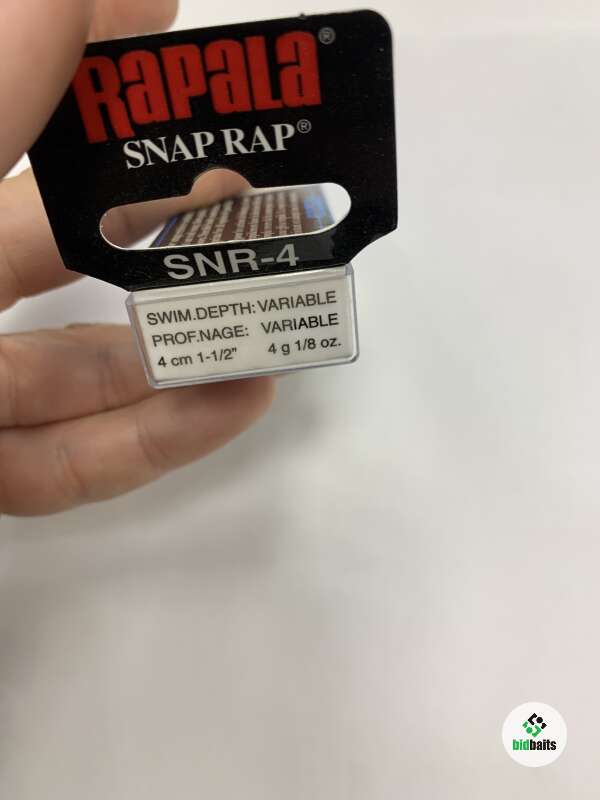 Rapala®
SNAP RAP®
SNR-4
SWIM.DEPTH: VARIABLE
PROF.NAGE: VARIABLE
4 cm 1-1/2" 4 g 1/8 oz.
bidbaits